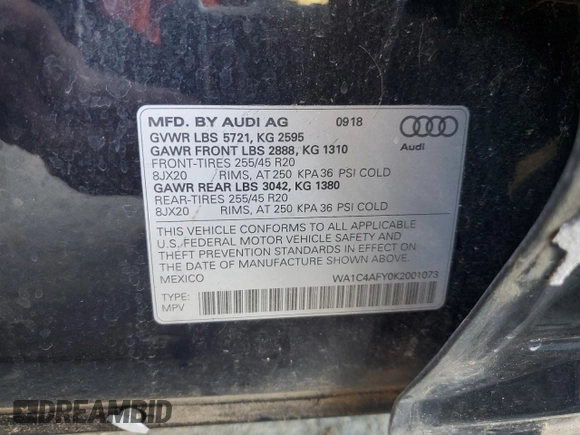 MFD. BY AUDI AG 0918
GVWR LBS 5721, KG 2595
GAWR FRONT LBS 2888, KG 1310
FRONT-TIRES 255/45 R20
8JX20 RIMS, AT 250 KPA 36 PSI COLD
GAWR REAR LBS 3042, KG 1380
REAR-TIRES 255/45 R20
8JX20 RIMS, AT 250 KPA 36 PSI COLD
Audi
THIS VEHICLE CONFORMS TO ALL APPLICABLE
U.S. FEDERAL MOTOR VEHICLE SAFETY AND
THEFT PREVENTION STANDARDS IN EFFECT ON
THE DATE OF MANUFACTURE SHOWN ABOVE.
MEXICO WA1C4AFY0K2001073
TYPE:
MPV
DREAMBID